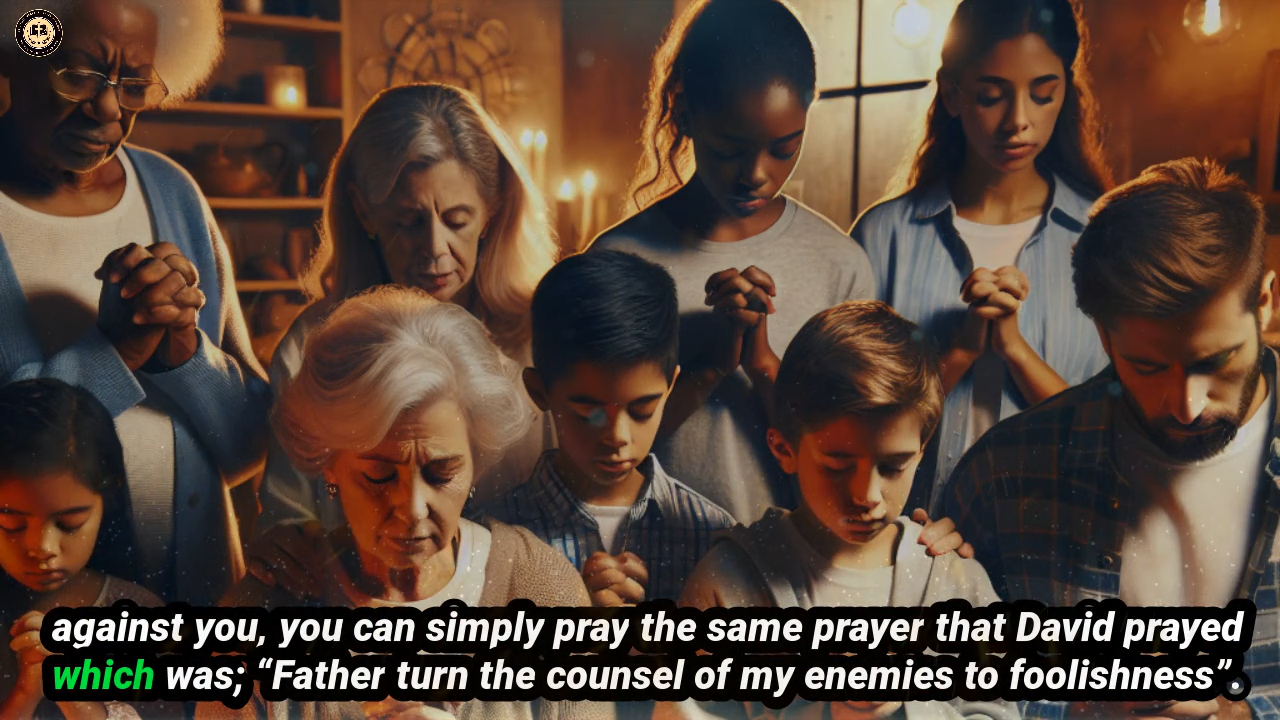 against you, you can simply pray the same prayer that David prayed
which was; “Father turn the counsel of my enemies to foolishness”.